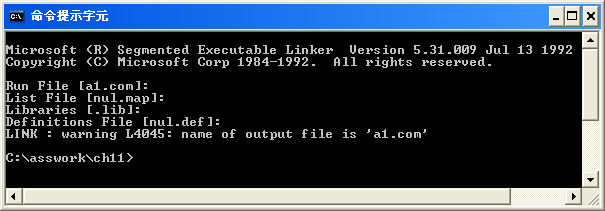 命令提示字元
Microsoft (R) Segmented Executable Linker  Version 5.31.009 Jul 13 1992
Copyright (C) Microsoft Corp 1984-1992.  All rights reserved.
Run File [a1.com]:
List File [nul.map]:
Libraries [.lib]:
Definitions File [nul.def]:
LINK : warning L4045: name of output file is 'a1.com'
C:\asswork\ch11>